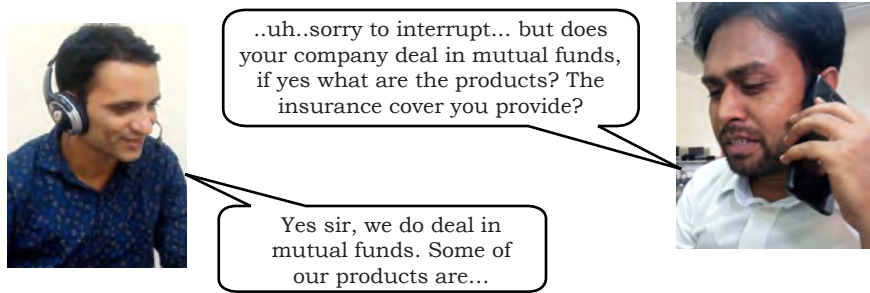 ..uh..sorry to interrupt... but does
your company deal in mutual funds,
if yes what are the products? The
insurance cover you provide?
Yes sir, we do deal in
mutual funds. Some of
our products are...